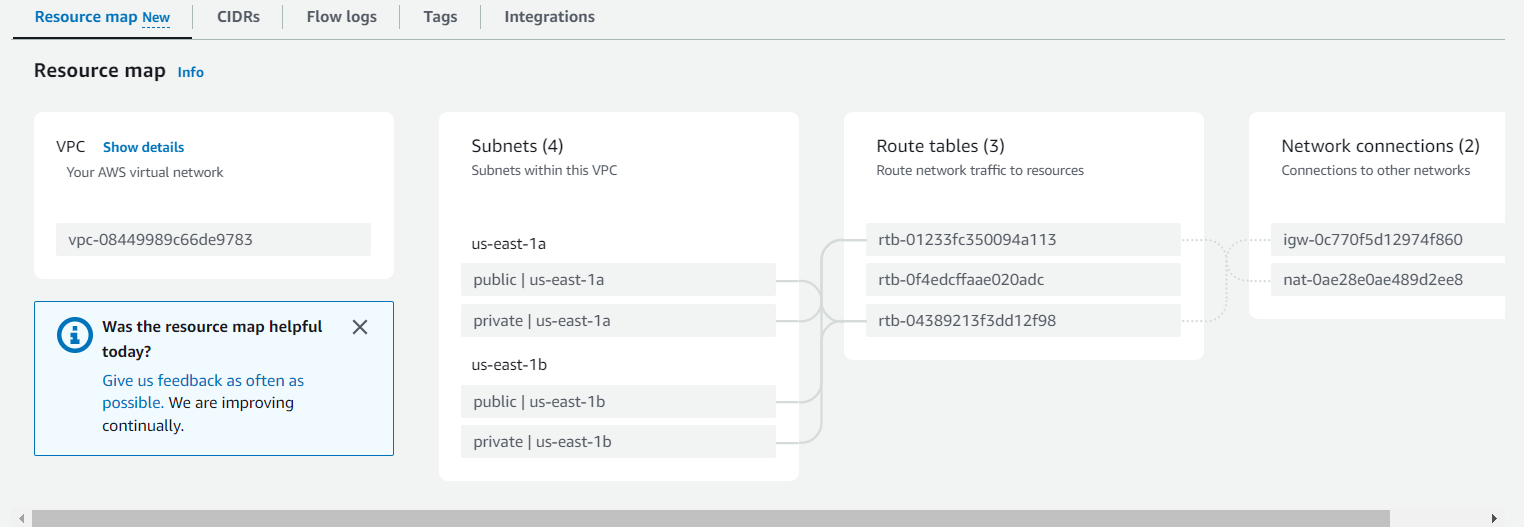 Resource map New
CIDRs
Flow logs
Tags
Integrations
Resource map Info
VPC Show details
Your AWS virtual network
vpc-08449989c66de9783
Was the resource map helpful
today?
Give us feedback as often as
possible. We are improving
continually.
Subnets (4)
Subnets within this VPC
us-east-1a
public | us-east-1a
private | us-east-1a
us-east-1b
public | us-east-1b
private | us-east-1b
Route tables (3)
Route network traffic to resources
rtb-01233fc350094a113
rtb-0f4edcffaae020adc
rtb-04389213f3dd12f98
Network connections (2)
Connections to other networks
igw-0c770f5d12974f860
nat-0ae28e0ae489d2ee8